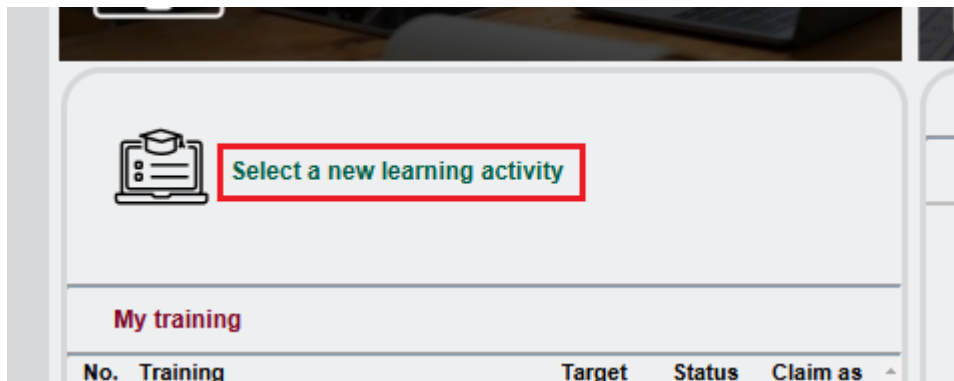 Select a new learning activity
My training
No. Training Target Status Claim as